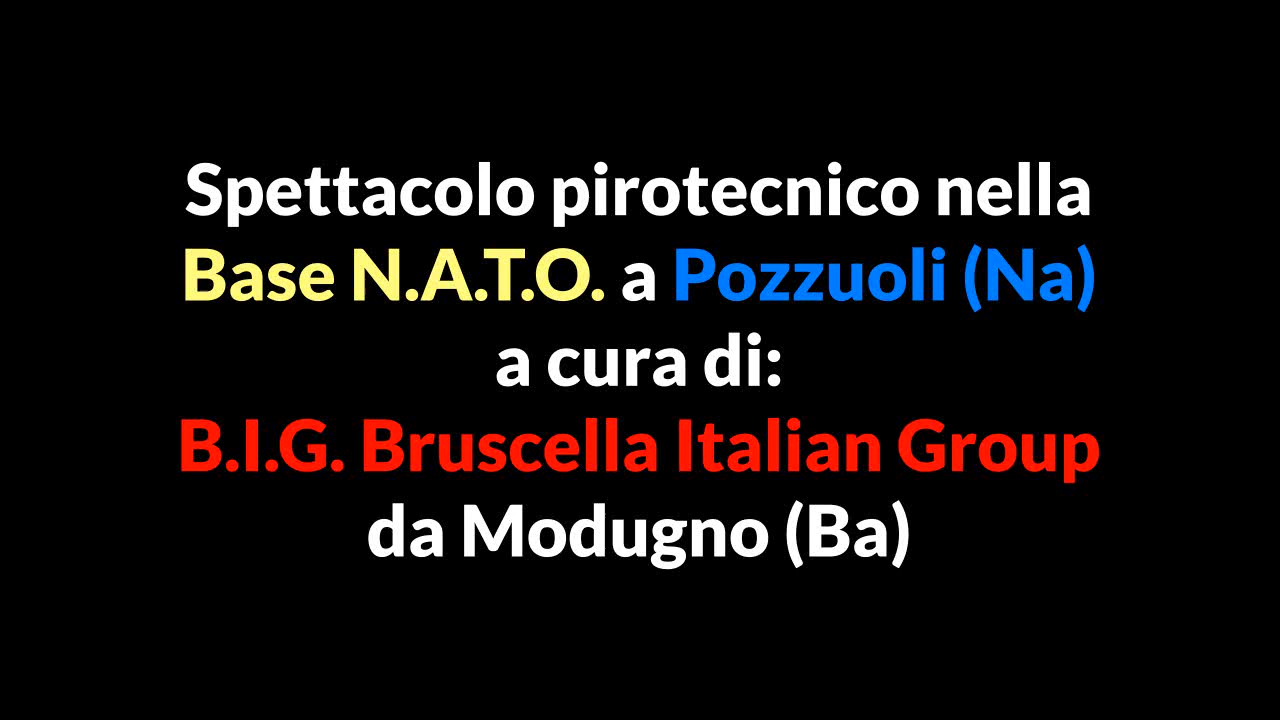 Spettacolo pirotecnico nella
Base N.A.T.O. a Pozzuoli (Na)
a cura di:
B.I.G. Bruscella Italian Group
da Modugno (Ba)